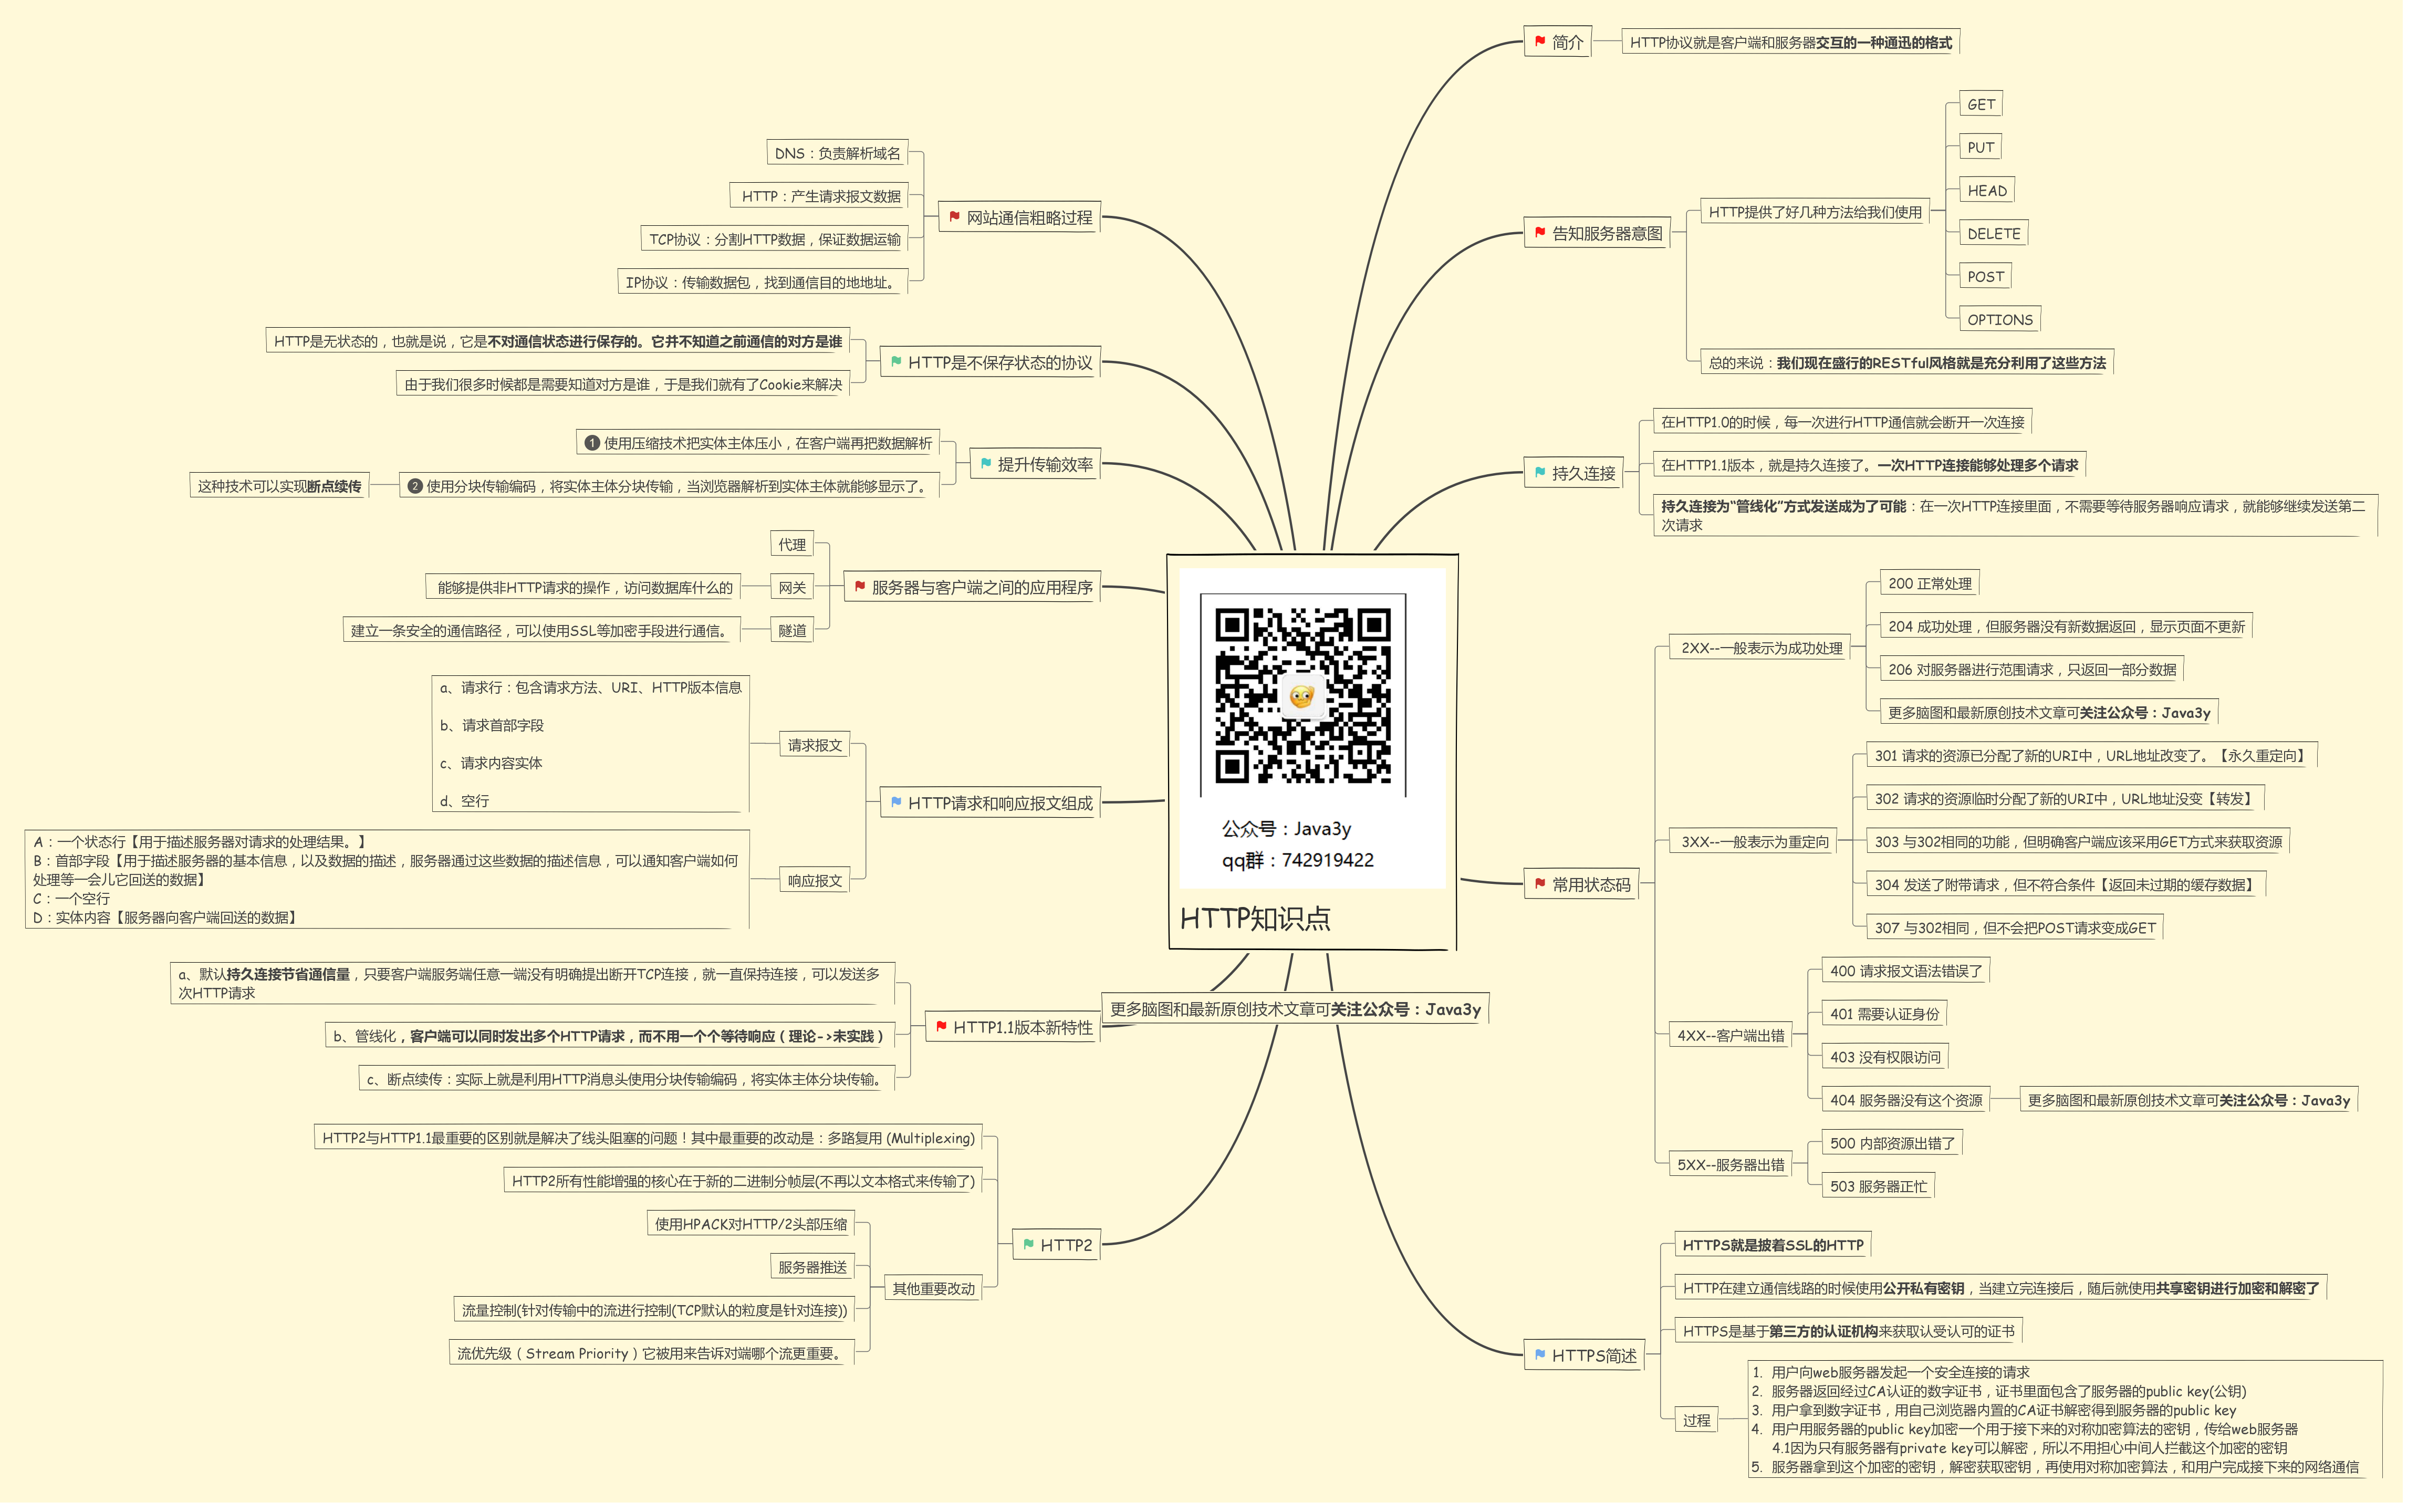 HTTP知识点
公众号：Java3y
qq群：742919422
更多脑图和最新原创技术文章可关注公众号：Java3y
简介
HTTP协议就是客户端和服务器交互的一种通迅的格式
告知服务器意图
HTTP提供了好几种方法给我们使用
GET
PUT
HEAD
DELETE
POST
OPTIONS
总的来说：我们现在盛行的RESTful风格就是充分利用了这些方法
持久连接
在HTTP1.0的时候，每一次进行HTTP通信就会断开一次连接
在HTTP1.1版本，就是持久连接了。一次HTTP连接能够处理多个请求
持久连接为“管线化”方式发送成为了可能：在一次HTTP连接里面，不需要等待服务器响应请求，就能够继续发送第二
次请求
常用状态码
2XX--一般表示为成功处理
200 正常处理
204 成功处理，但服务器没有新数据返回，显示页面不更新
206 对服务器进行范围请求，只返回一部分数据
更多脑图和最新原创技术文章可关注公众号：Java3y
3XX--一般表示为重定向
301 请求的资源已分配了新的URI中，URL地址改变了。【永久重定向】
302 请求的资源临时分配了新的URI中，URL地址没变【转发】
303 与302相同的功能，但明确客户端应该采用GET方式来获取资源
304 发送了附带请求，但不符合条件【返回未过期的缓存数据】
307 与302相同，但不会把POST请求变成GET
4XX--客户端出错
400 请求报文语法错误了
401 需要认证身份
403 没有权限访问
404 服务器没有这个资源
更多脑图和最新原创技术文章可关注公众号：Java3y
5XX--服务器出错
500 内部资源出错了
503 服务器正忙
HTTPS简述
HTTPS就是披着SSL的HTTP
HTTP在建立通信线路的时候使用公开私有密钥，当建立完连接后，随后就使用共享密钥进行加密和解密了
HTTPS是基于第三方的认证机构来获取认受认可的证书
过程
1. 用户向web服务器发起一个安全连接的请求
2. 服务器返回经过CA认证的数字证书，证书里面包含了服务器的public key(公钥)
3. 用户拿到数字证书，用自己浏览器内置的CA证书解密得到服务器的public key
4. 用户用服务器的public key加密一个用于接下来的对称加密算法的密钥，传给web服务器
4.1因为只有服务器有private key可以解密，所以不用担心中间人拦截这个加密的密钥
5. 服务器拿到这个加密的密钥，解密获取密钥，再使用对称加密算法，和用户完成接下来的网络通信
网站通信粗略过程
DNS：负责解析域名
HTTP：产生请求报文数据
TCP协议：分割HTTP数据，保证数据运输
IP协议：传输数据包，找到通信目的地地址。
HTTP是不保存状态的协议
HTTP是无状态的，也就是说，它是不对通信状态进行保存的。它并不知道之前通信的对方是谁
由于我们很多时候都是需要知道对方是谁，于是我们就有了Cookie来解决
提升传输效率
1 使用压缩技术把实体主体压小，在客户端再把数据解析
2 使用分块传输编码，将实体主体分块传输，当浏览器解析到实体主体就能够显示了。
这种技术可以实现断点续传
服务器与客户端之间的应用程序
代理
网关
能够提供非HTTP请求的操作，访问数据库什么的
隧道
建立一条安全的通信路径，可以使用SSL等加密手段进行通信。
HTTP请求和响应报文组成
请求报文
a、请求行：包含请求方法、URI、HTTP版本信息
b、请求首部字段
c、请求内容实体
d、空行
响应报文
A：一个状态行【用于描述服务器对请求的处理结果。】
B：首部字段【用于描述服务器的基本信息，以及数据的描述，服务器通过这些数据的描述信息，可以通知客户端如何
处理等一会儿它回送的数据】
C：一个空行
D：实体内容【服务器向客户端回送的数据】
HTTP1.1版本新特性
a、默认持久连接节省通信量，只要客户端服务端任意一端没有明确提出断开TCP连接，就一直保持连接，可以发送多
次HTTP请求
b、管线化，客户端可以同时发出多个HTTP请求，而不用一个个等待响应（理论->未实践）
c、断点续传：实际上就是利用HTTP消息头使用分块传输编码，将实体主体分块传输。
HTTP2
HTTP2与HTTP1.1最重要的区别就是解决了线头阻塞的问题！其中最重要的改动是：多路复用 (Multiplexing)
HTTP2所有性能增强的核心在于新的二进制分帧层(不再以文本格式来传输了)
其他重要改动
使用HPACK对HTTP/2头部压缩
服务器推送
流量控制(针对传输中的流进行控制(TCP默认的粒度是针对连接))
流优先级（Stream Priority）它被用来告诉对端哪个流更重要。